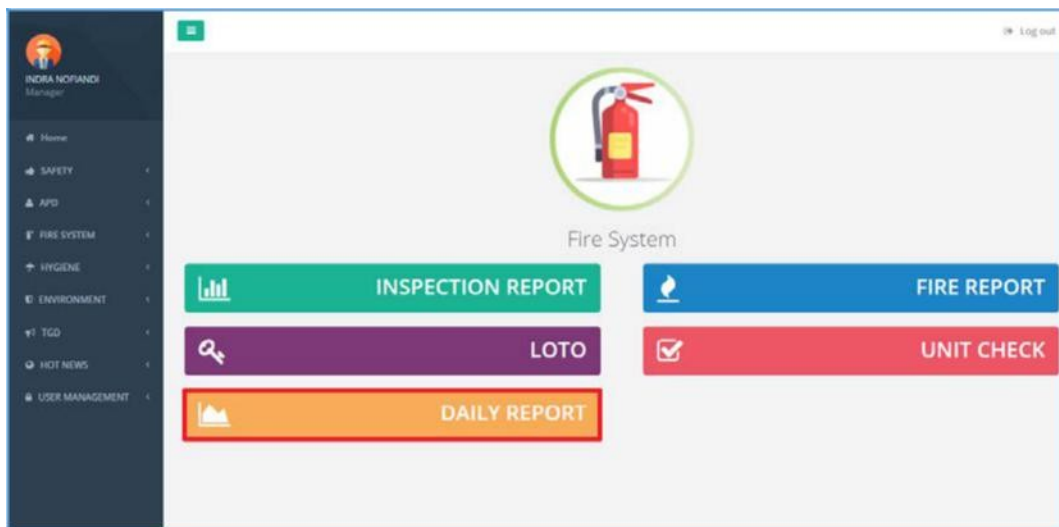 INDRA NOFIANDI
Manager
Home
SAFETY
APD
FIRE SYSTEM
HYGIENE
ENVIRONMENT
TGD
HOT NEWS
USER MANAGEMENT
Log out
Fire System
INSPECTION REPORT
FIRE REPORT
LOTO
UNIT CHECK
DAILY REPORT